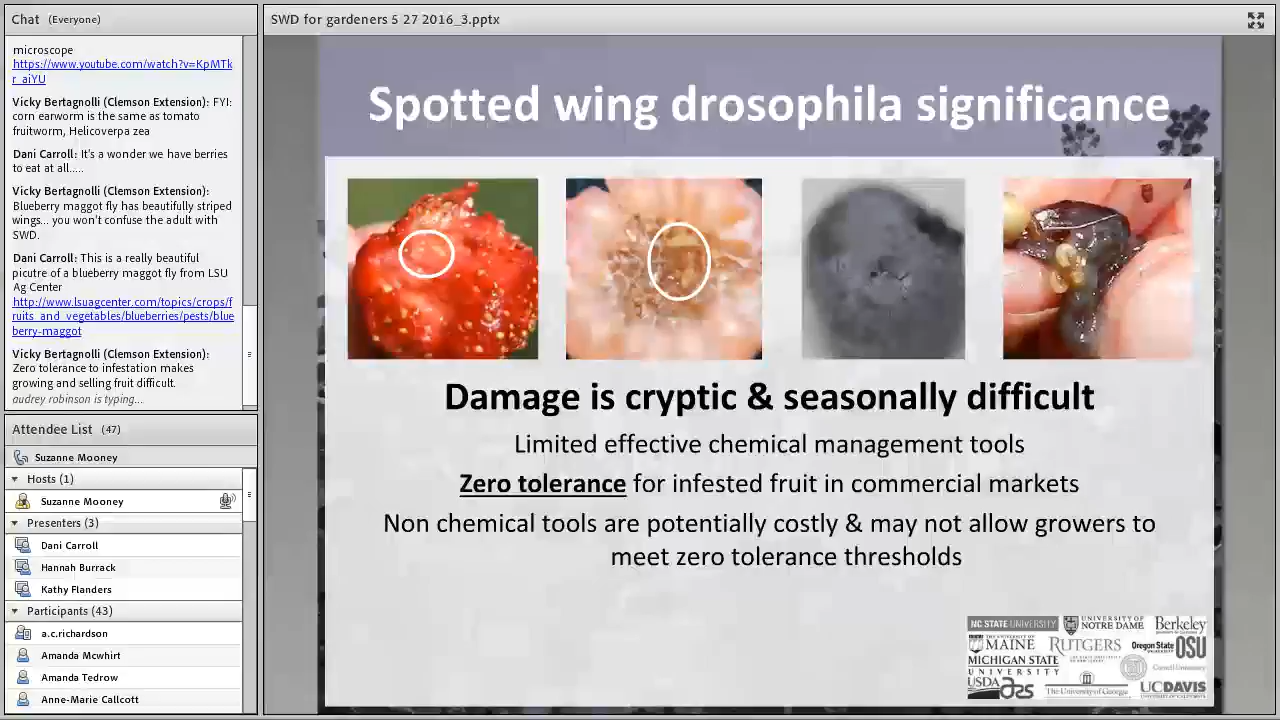 Chat (Everyone)
microscope
https://www.youtube.com/watch?v=KpMTk
r_aiYU
Vicky Bertagnolli (Clemson Extension): FYI:
corn earworm is the same as tomato
fruitworm, Helicoverpa zea
Dani Carroll: It's a wonder we have berries
to eat at all.....
Vicky Bertagnolli (Clemson Extension):
Blueberry maggot fly has beautifully striped
wings... you won't confuse the adult with
SWD.
Dani Carroll: This is a really beautiful
picutre of a blueberry maggot fly from LSU
Ag Center
http://www.lsuagcenter.com/topics/crops/f
ruits_and_vegetables/blueberries/pests/blue
berry-maggot
Vicky Bertagnolli (Clemson Extension):
Zero tolerance to infestation makes
growing and selling fruit difficult.
audrey robinson is typing...
Attendee List (47)
Suzanne Mooney
Hosts (1)
Suzanne Mooney
Presenters (3)
Dani Carroll
Hannah Burrack
Kathy Flanders
Participants (43)
a.c.richardson
Amanda Mcwhirt
Amanda Tedrow
Anne-Marie Callcott
SWD for gardeners 5 27 2016_3.pptx
Spotted wing drosophila significance
Damage is cryptic & seasonally difficult
Limited effective chemical management tools
Zero tolerance for infested fruit in commercial markets
Non chemical tools are potentially costly & may not allow growers to
meet zero tolerance thresholds
NC STATE UNIVERSITY
UNIVERSITY OF
NOTRE DAME
Berkeley
MAINE
RUTGERS
Oregon State
OSU
MICHIGAN STATE
UNIVERSITY
Cornell University
USDA
The University of Georgia
UCDAVIS